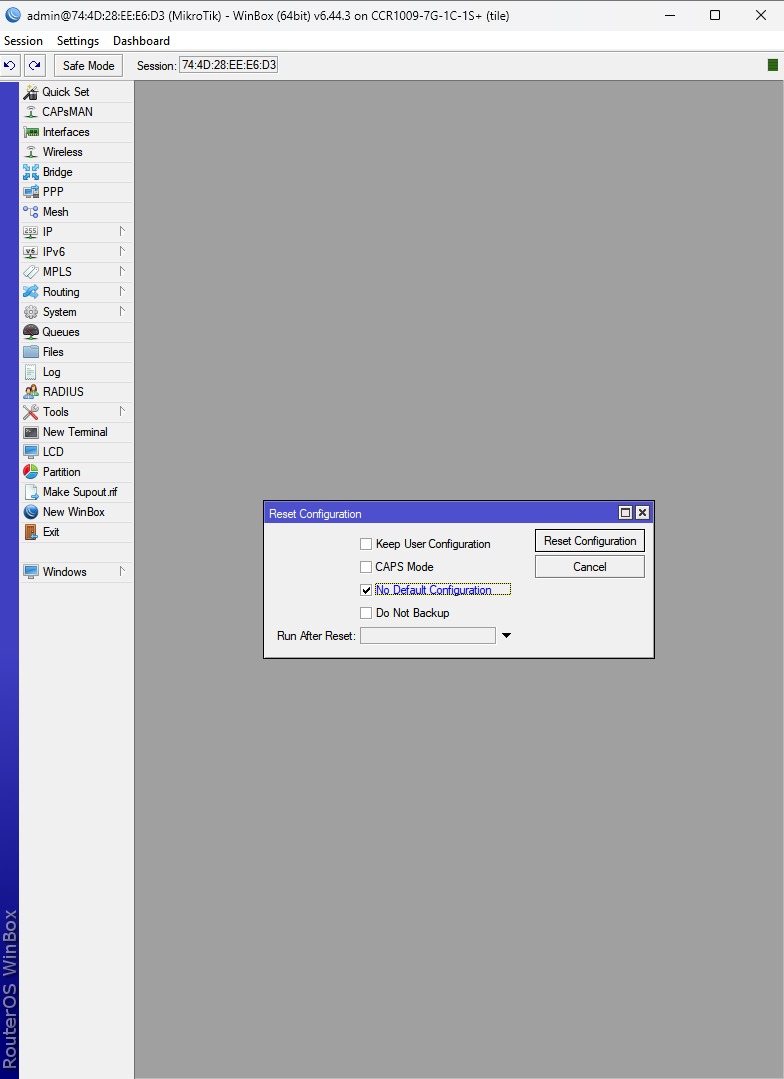 admin@74:4D:28:EE:E6:D3 (MikroTik) - WinBox (64bit) v6.44.3 on CCR1009-7G-1C-1S+ (tile)
Session Settings Dashboard
Safe Mode Session: 74:4D:28:EE:E6:D3
Quick Set
CAPsMAN
Interfaces
Wireless
Bridge
PPP
Mesh
255 IP
v6 IPv6
MPLS
Routing
System
Queues
Files
Log
RADIUS
Tools
New Terminal
LCD
Partition
Make Supout.rif
New WinBox
Exit
Windows
RouterOS WinBox
Reset Configuration
Keep User Configuration
CAPS Mode
No Default Configuration
Do Not Backup
Run After Reset:
Reset Configuration
Cancel